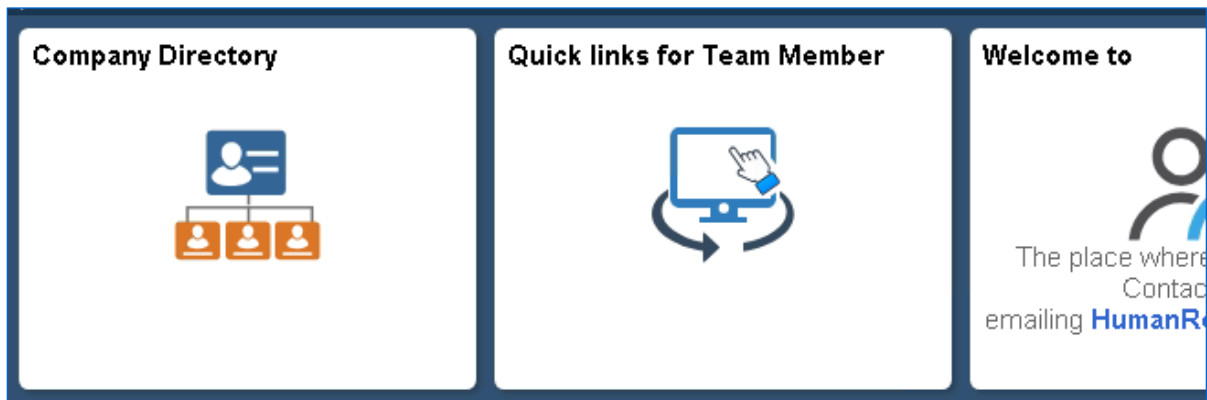 Company Directory
Quick links for Team Member
Welcome to
The place where
Contac
emailing HumanR